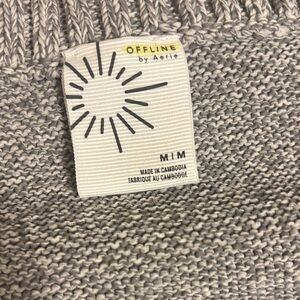 OFFLINE
by Aerie
M|M
MADE IN CAMBODIA
FABRIQUÉ AU CAMBODGE